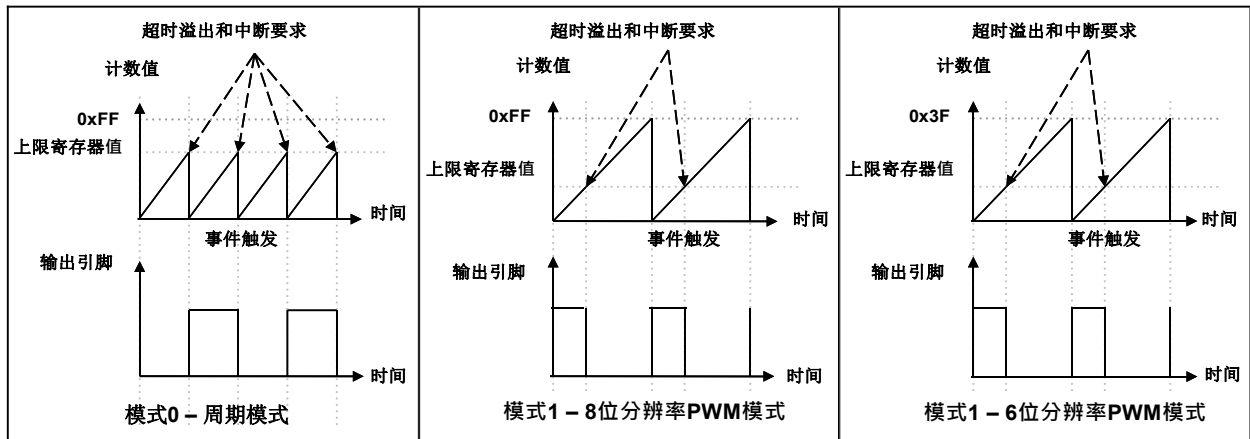 超时溢出和中断要求
计数值
0xFF
上限寄存器值
时间
事件触发
输出引脚
时间
模式0 – 周期模式
超时溢出和中断要求
计数值
0xFF
上限寄存器值
时间
事件触发
输出引脚
时间
模式1 – 8位分辨率PWM模式
超时溢出和中断要求
计数值
0x3F
上限寄存器值
时间
事件触发
输出引脚
时间
模式1 – 6位分辨率PWM模式